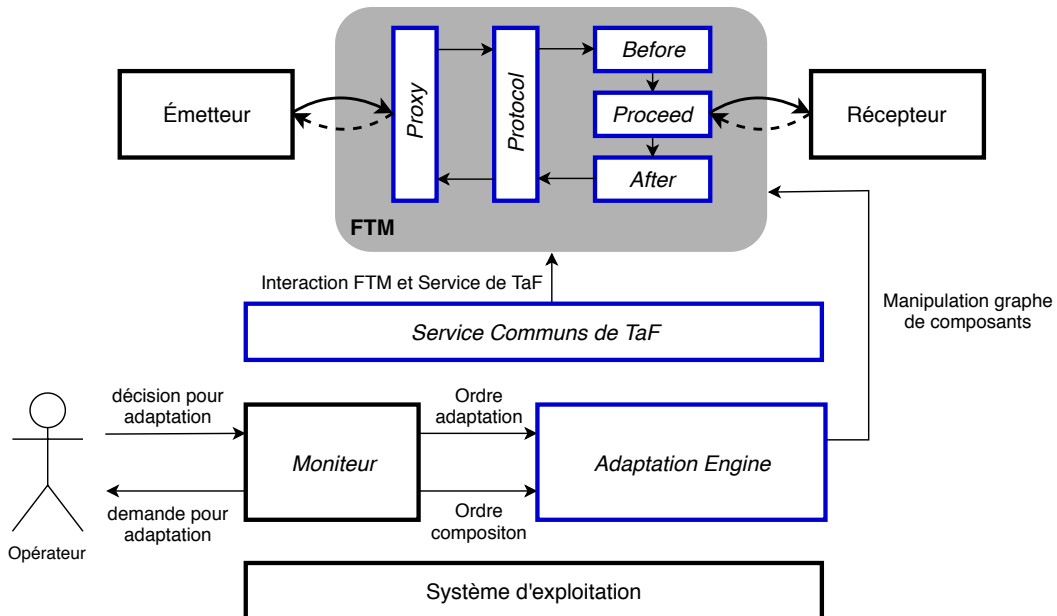 Émetteur
Proxy
Protocol
Before
Proceed
After
Récepteur
FTM
Interaction FTM et Service de TaF
Manipulation graphe
de composants
Service Communs de TaF
décision pour
adaptation
Ordre
adaptation
Moniteur
Adaptation Engine
demande pour
adaptation
Ordre
compositon
Opérateur
Système d'exploitation